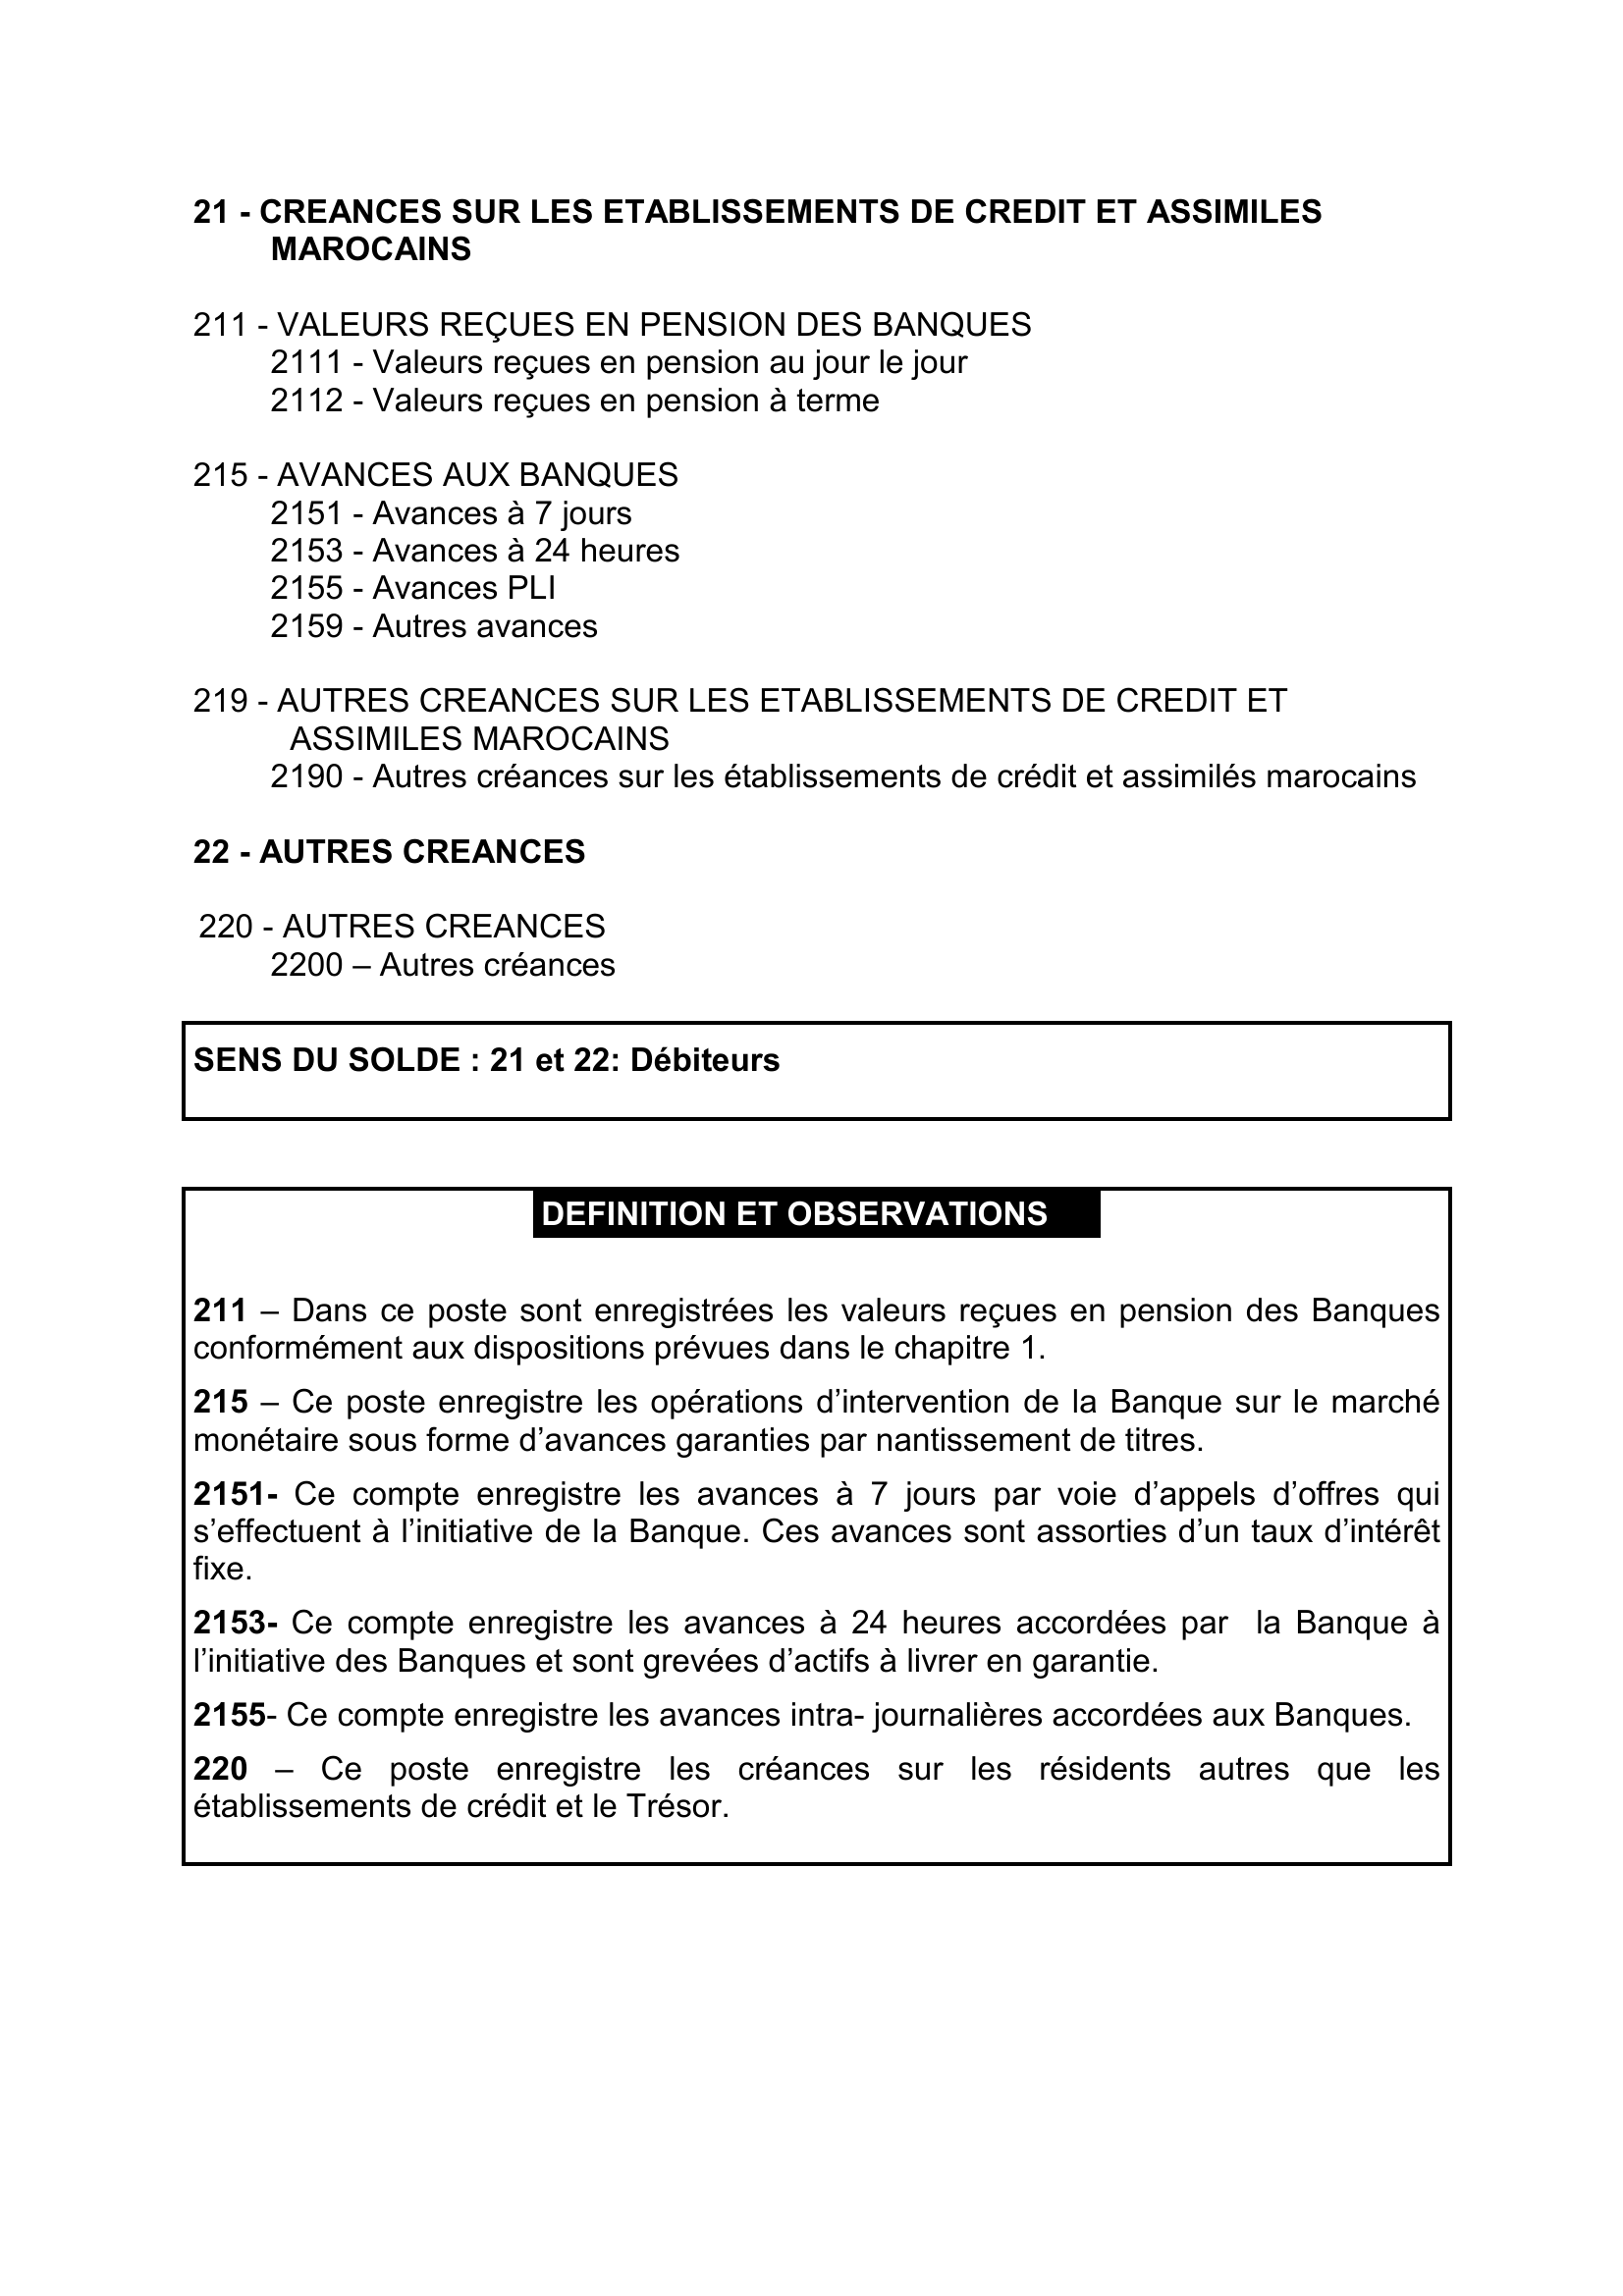 21 - CREANCES SUR LES ETABLISSEMENTS DE CREDIT ET ASSIMILES
MAROCAINS
211 - VALEURS REÇUES EN PENSION DES BANQUES
2111 - Valeurs reçues en pension au jour le jour
2112 - Valeurs reçues en pension à terme
215 - AVANCES AUX BANQUES
2151 - Avances à 7 jours
2153 - Avances à 24 heures
2155 - Avances PLI
2159 - Autres avances
219 - AUTRES CREANCES SUR LES ETABLISSEMENTS DE CREDIT ET
ASSIMILES MAROCAINS
2190 - Autres créances sur les établissements de crédit et assimilés marocains
22 - AUTRES CREANCES
220 - AUTRES CREANCES
2200 – Autres créances
SENS DU SOLDE : 21 et 22: Débiteurs
DEFINITION ET OBSERVATIONS
211 – Dans ce poste sont enregistrées les valeurs reçues en pension des Banques
conformément aux dispositions prévues dans le chapitre 1.
215 – Ce poste enregistre les opérations d’intervention de la Banque sur le marché
monétaire sous forme d’avances garanties par nantissement de titres.
2151- Ce compte enregistre les avances à 7 jours par voie d’appels d’offres qui
s’effectuent à l’initiative de la Banque. Ces avances sont assorties d’un taux d’intérêt
fixe.
2153- Ce compte enregistre les avances à 24 heures accordées par la Banque à
l’initiative des Banques et sont grevées d’actifs à livrer en garantie.
2155- Ce compte enregistre les avances intra- journalières accordées aux Banques.
220 – Ce poste enregistre les créances sur les résidents autres que les
établissements de crédit et le Trésor.